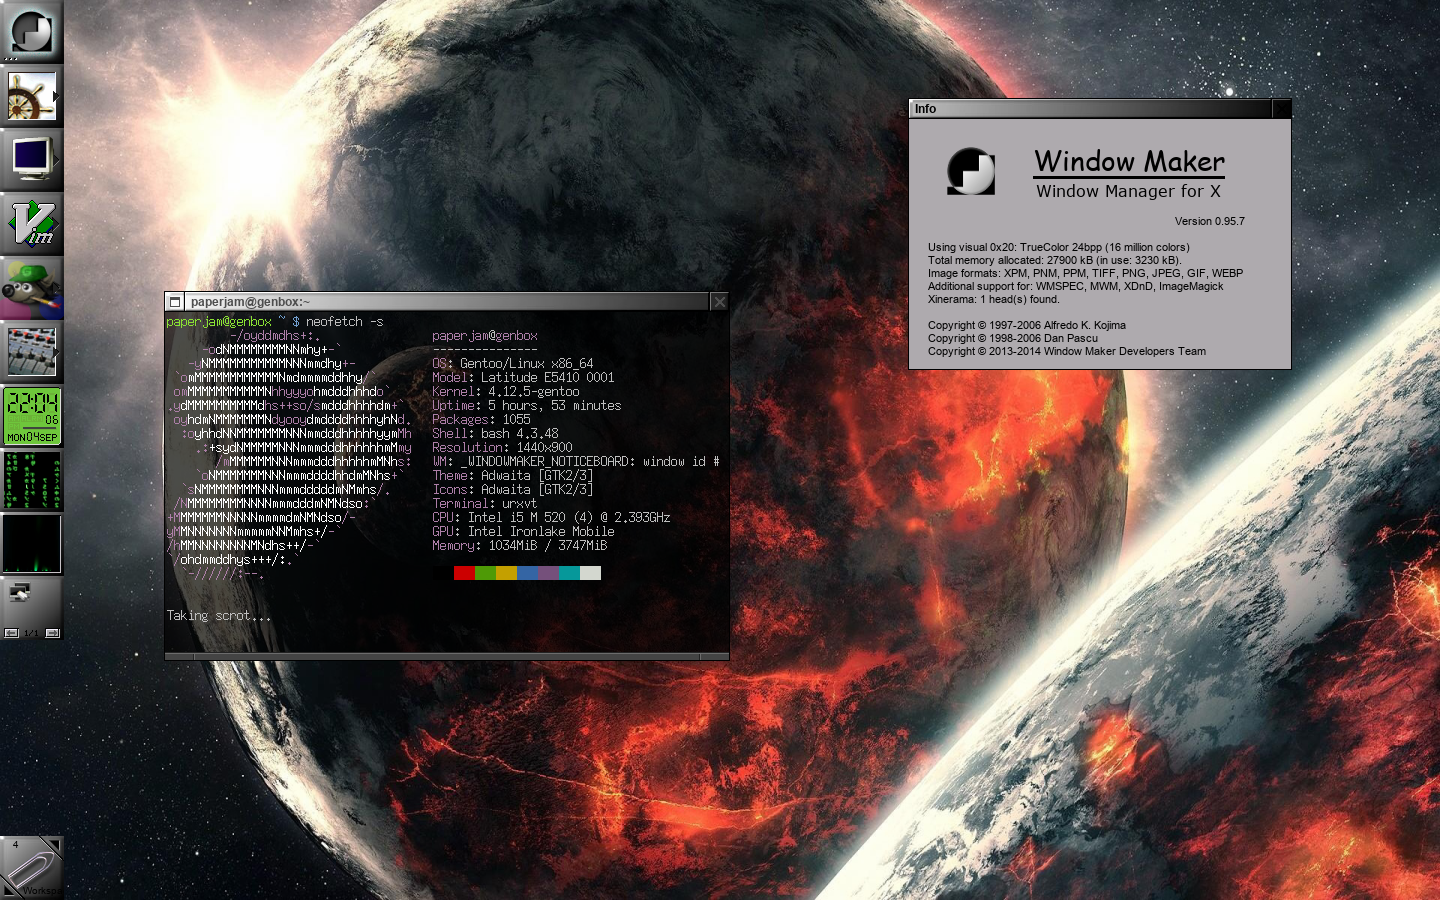 Info
Window Maker
Window Manager for X
Version 0.95.7
Using visual 0x20: TrueColor 24bpp (16 million colors)
Total memory allocated: 27900 kB (in use: 3230 kB).
Image formats: XPM, PNM, PPM, TIFF, PNG, JPEG, GIF, WEBP
Additional support for: WMSPEC, MWM, XDnD, ImageMagick
Xinerama: 1 head(s) found.
Copyright © 1997-2006 Alfredo K. Kojima
Copyright © 1998-2006 Dan Pascu
Copyright © 2013-2014 Window Maker Developers Team
Vim
22:04
06
MON04SEP
1/1
4
Workspa
paperjam@genbox:~
paperjam@genbox ~ $ neofetch -s
paperjam@genbox
---------------
OS: Gentoo/Linux x86_64
Model: Latitude E5410 0001
Kernel: 4.12.5-gentoo
Uptime: 5 hours, 53 minutes
Packages: 1055
Shell: bash 4.3.48
Resolution: 1440x900
WM: _WINDOWMAKER_NOTICEBOARD: window id #
Theme: Adwaita [GTK2/3]
Icons: Adwaita [GTK2/3]
Terminal: urxvt
CPU: Intel i5 M 520 (4) @ 2.393GHz
GPU: Intel Ironlake Mobile
Memory: 1034MiB / 3747MiB
Taking scrot...